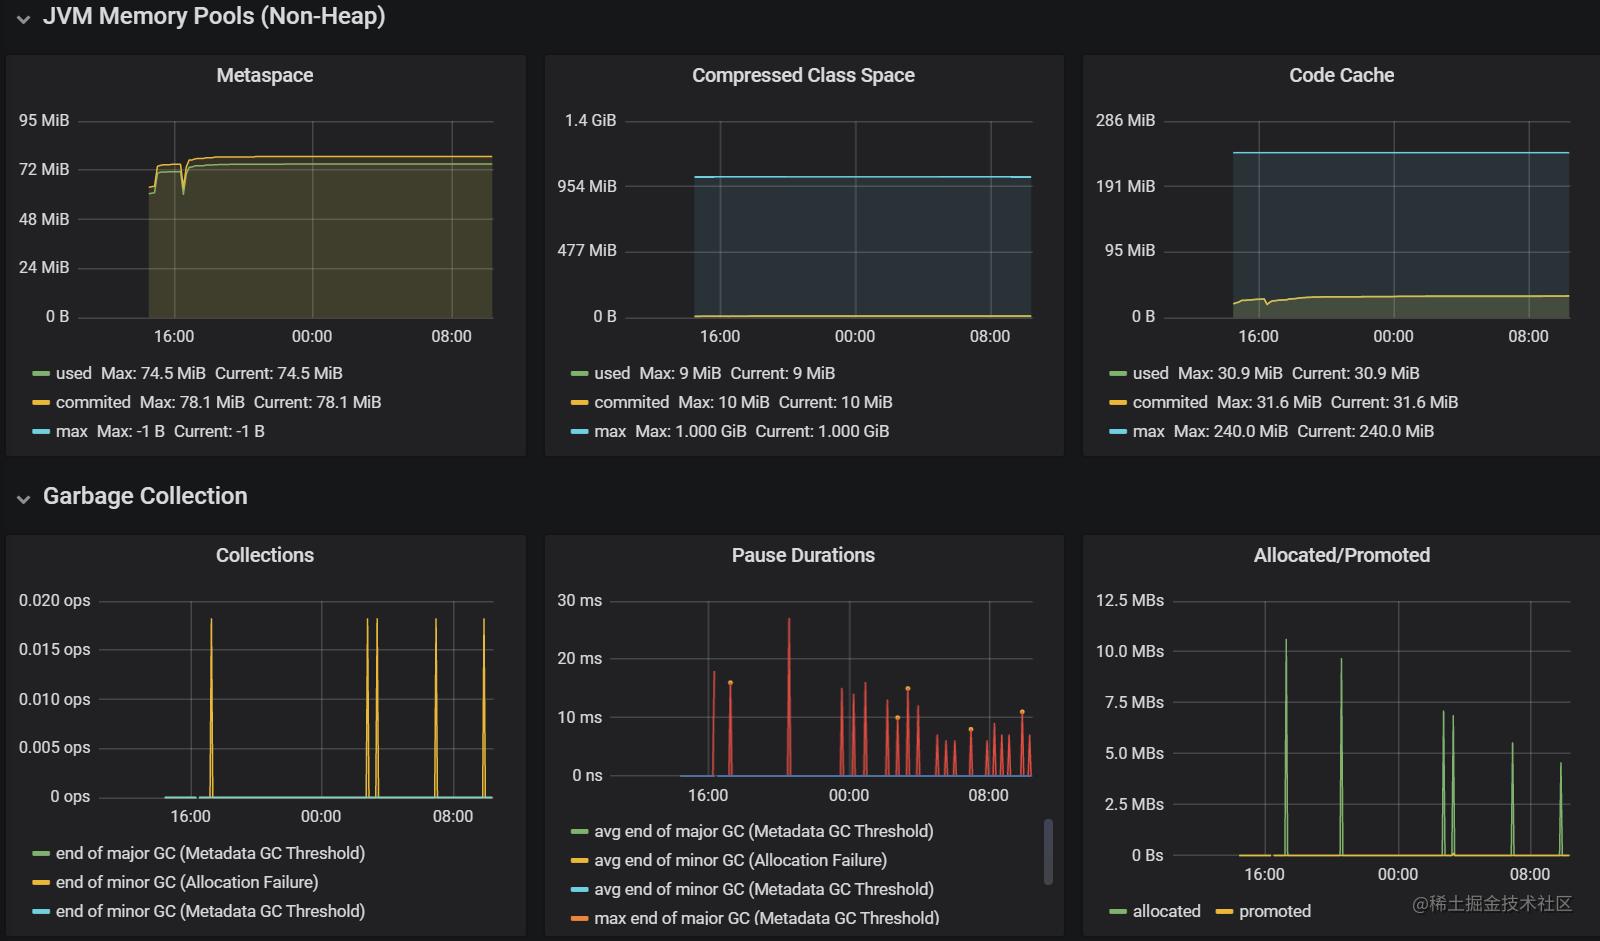 JVM Memory Pools (Non-Heap)
Metaspace
95 MiB
72 MiB
48 MiB
24 MiB
0 B
16:00 00:00 08:00
used Max: 74.5 MiB Current: 74.5 MiB
commited Max: 78.1 MiB Current: 78.1 MiB
max Max: -1 B Current: -1 B
Compressed Class Space
1.4 GiB
954 MiB
477 MiB
0 B
16:00 00:00 08:00
used Max: 9 MiB Current: 9 MiB
commited Max: 10 MiB Current: 10 MiB
max Max: 1.000 GiB Current: 1.000 GiB
Code Cache
286 MiB
191 MiB
95 MiB
0 B
16:00 00:00 08:00
used Max: 30.9 MiB Current: 30.9 MiB
commited Max: 31.6 MiB Current: 31.6 MiB
max Max: 240.0 MiB Current: 240.0 MiB
Garbage Collection
Collections
0.020 ops
0.015 ops
0.010 ops
0.005 ops
0 ops
16:00 00:00 08:00
end of major GC (Metadata GC Threshold)
end of minor GC (Allocation Failure)
end of minor GC (Metadata GC Threshold)
Pause Durations
30 ms
20 ms
10 ms
0 ns
16:00 00:00 08:00
avg end of major GC (Metadata GC Threshold)
avg end of minor GC (Allocation Failure)
avg end of minor GC (Metadata GC Threshold)
max end of major GC (Metadata GC Threshold)
Allocated/Promoted
12.5 MBs
10.0 MBs
7.5 MBs
5.0 MBs
2.5 MBs
0 Bs
16:00 00:00 08:00
allocated promoted
@稀土掘金技术社区